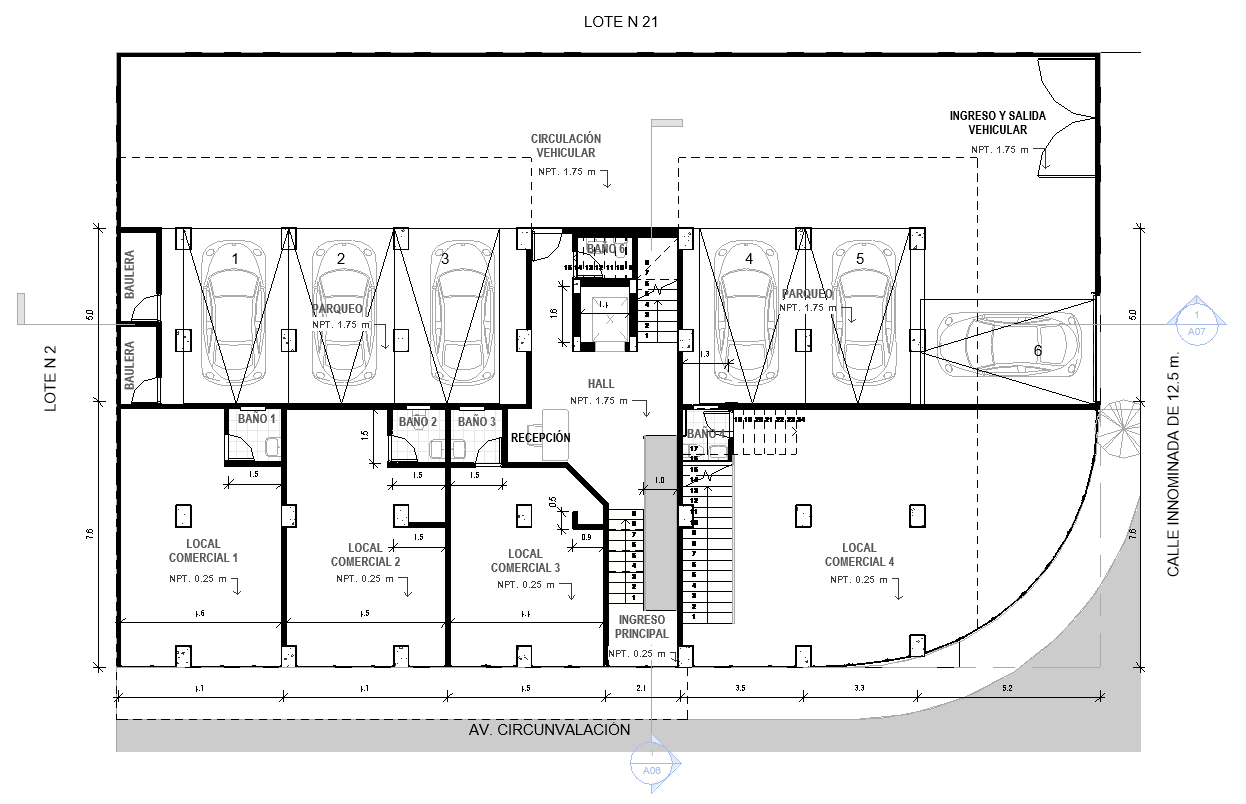 LOTE N 21
INGRESO Y SALIDA
VEHICULAR
NPT. 1.75 m
CIRCULACIÓN
VEHICULAR
NPT. 1.75 m
BAULERA
BAULERA
1
2
3
PARQUEO
NPT. 1.75 m
BAÑO 6
1.6
4
5
PARQUEO
NPT. 1.75 m
6
1.3
5.0
5.0
1
A07
LOTE N 2
CALLE INNOMINADA DE 12.5 m.
HALL
NPT. 1.75 m
BAÑO 1
BAÑO 2
BAÑO 3
RECEPCIÓN
BAÑO 4
1.5
1.5
1.5
1.5
1.0
0.5
0.9
1.5
7.6
7.6
LOCAL
COMERCIAL 1
NPT. 0.25 m
LOCAL
COMERCIAL 2
NPT. 0.25 m
LOCAL
COMERCIAL 3
NPT. 0.25 m
LOCAL
COMERCIAL 4
NPT. 0.25 m
INGRESO
PRINCIPAL
NPT. 0.25 m
2.1
3.5
3.3
5.2
AV. CIRCUNVALACIÓN
1
A06